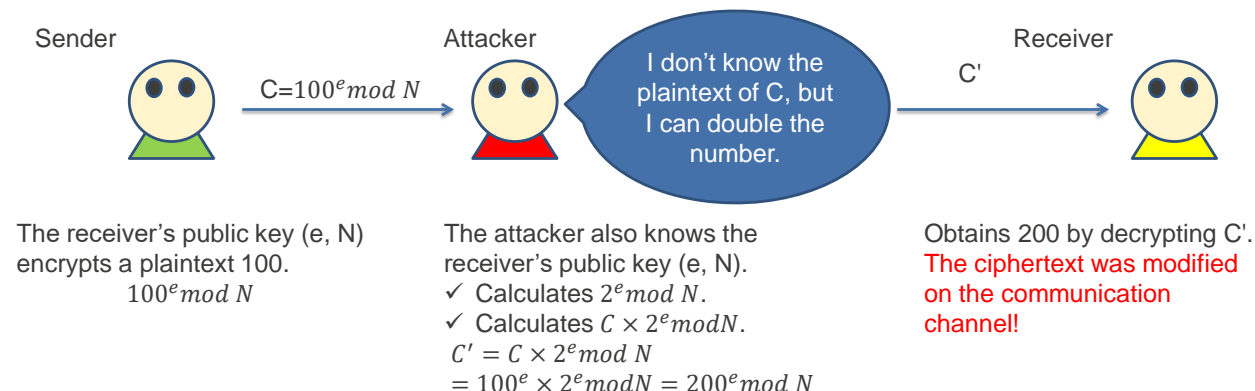 Sender
Attacker
Receiver
C=100^e mod N
I don't know the
plaintext of C, but
I can double the
number.
C'
The receiver's public key (e, N)
encrypts a plaintext 100.
100^e mod N
The attacker also knows the
receiver's public key (e, N).
✓ Calculates 2^e mod N.
✓ Calculates C × 2^e modN.
C′ = C × 2^e mod N
= 100^e × 2^e modN = 200^e mod N
Obtains 200 by decrypting C'.
The ciphertext was modified
on the communication
channel!